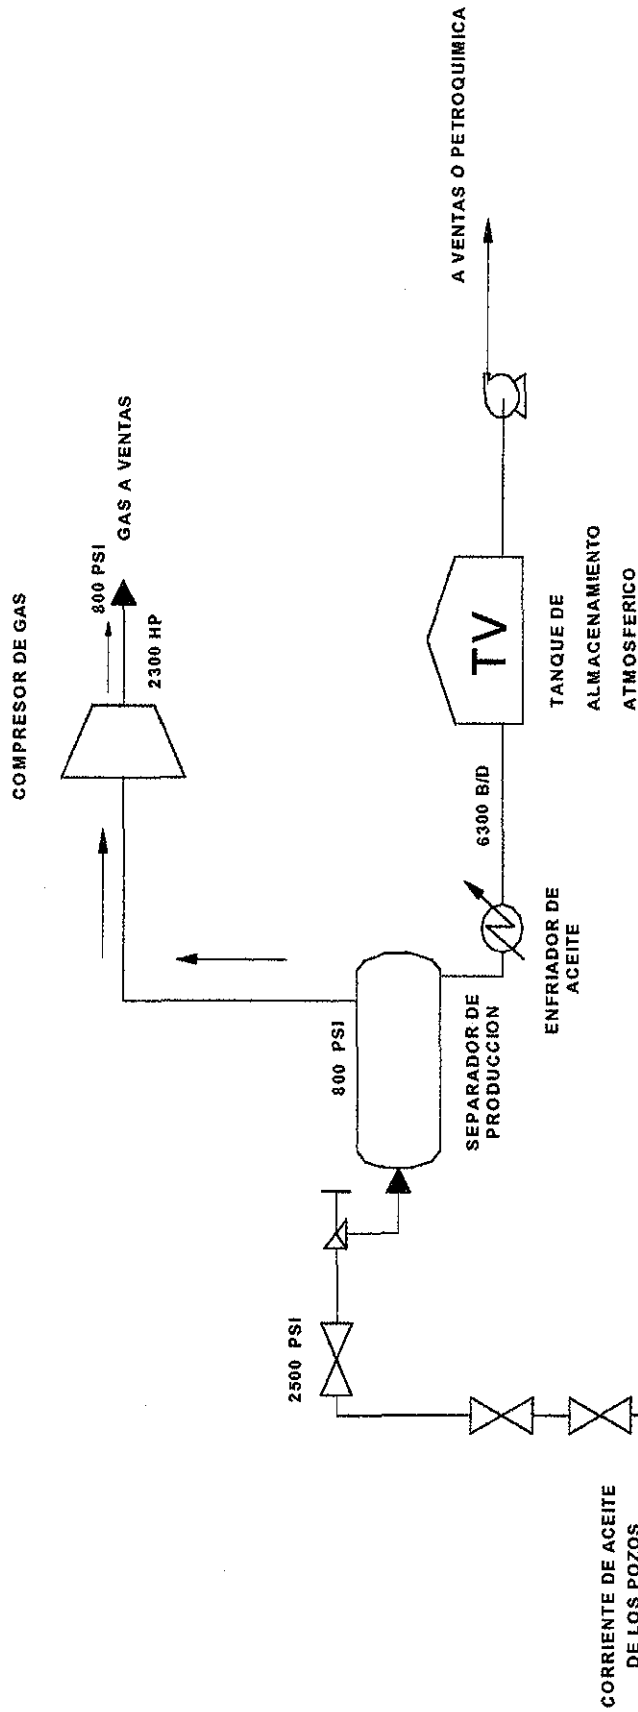 COMPRESOR DE GAS
800 PSI
GAS A VENTAS
2300 HP
A VENTAS O PETROQUIMICA
2500 PSI
800 PSI
SEPARADOR DE
PRODUCCION
6300 B/D
TV
ENFRIADOR DE
ACEITE
TANQUE DE
ALMACENAMIENTO
ATMOSFERICO
CORRIENTE DE ACEITE
DE LOS POZOS